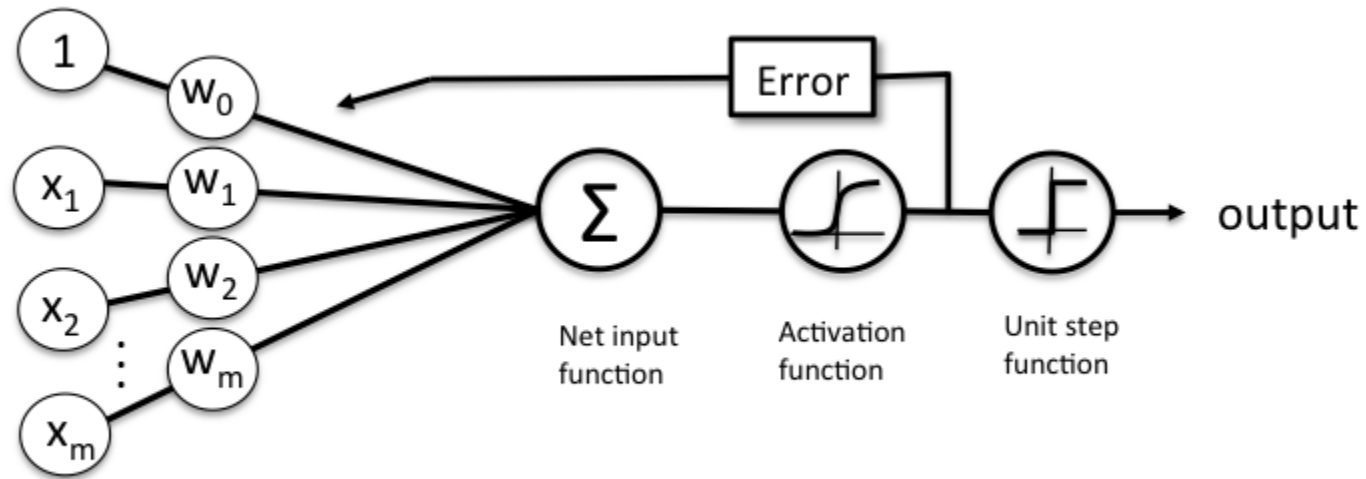 1
w₀
Error
x₁
w₁
Σ
output
x₂
w₂
⋮
wₘ
xₘ
Net input
function
Activation
function
Unit step
function